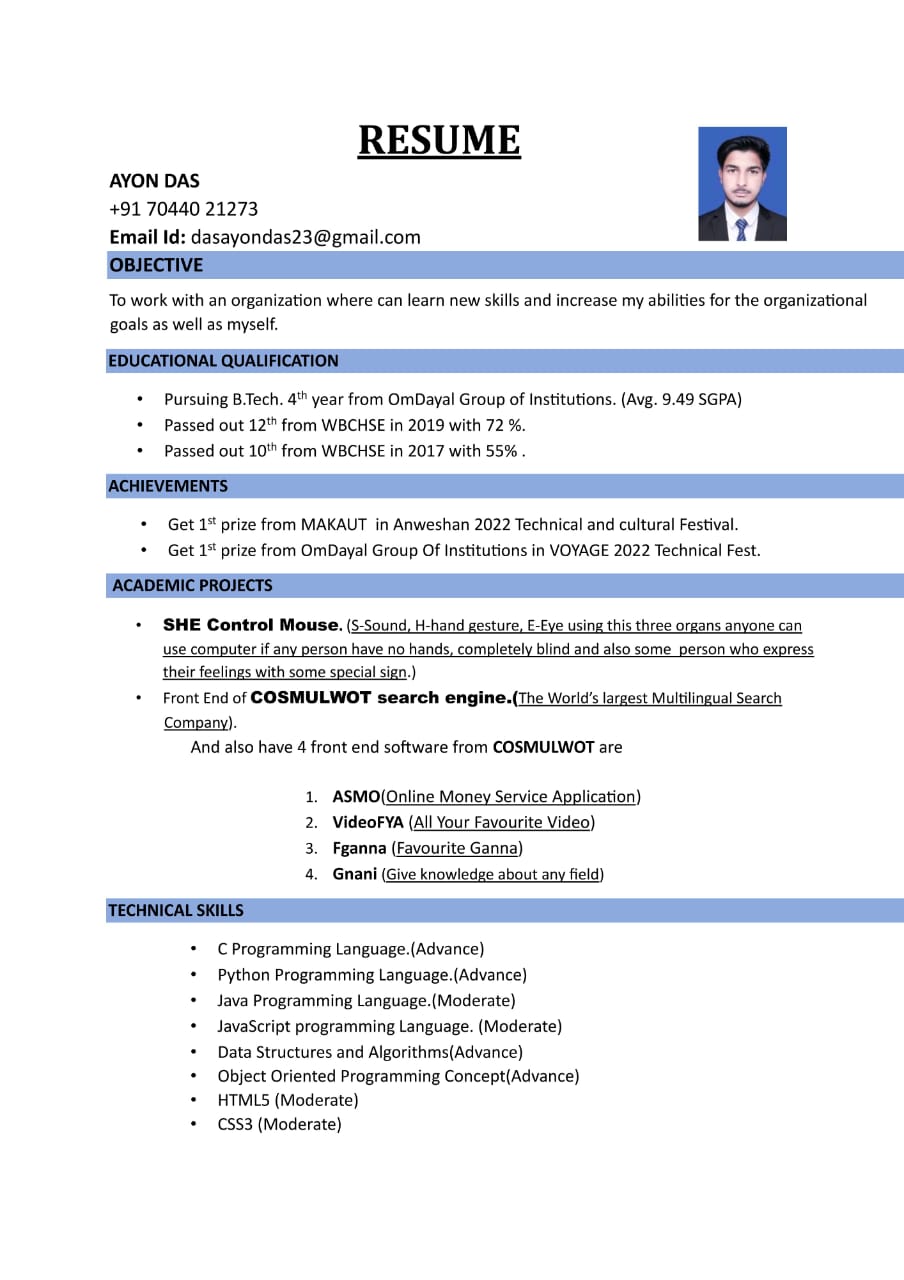 RESUME
AYON DAS
+91 70440 21273
Email Id: dasayondas23@gmail.com
OBJECTIVE
To work with an organization where can learn new skills and increase my abilities for the organizational
goals as well as myself.
EDUCATIONAL QUALIFICATION
• Pursuing B.Tech. 4th year from OmDayal Group of Institutions. (Avg. 9.49 SGPA)
• Passed out 12th from WBCHSE in 2019 with 72 %.
• Passed out 10th from WBCHSE in 2017 with 55% .
ACHIEVEMENTS
• Get 1st prize from MAKAUT in Anweshan 2022 Technical and cultural Festival.
• Get 1st prize from OmDayal Group Of Institutions in VOYAGE 2022 Technical Fest.
ACADEMIC PROJECTS
• SHE Control Mouse. (S-Sound, H-hand gesture, E-Eye using this three organs anyone can
use computer if any person have no hands, completely blind and also some person who express
their feelings with some special sign.)
• Front End of COSMULWOT search engine.(The World's largest Multilingual Search
Company).
And also have 4 front end software from COSMULWOT are
1. ASMO(Online Money Service Application)
2. VideoFYA (All Your Favourite Video)
3. Fganna (Favourite Ganna)
4. Gnani (Give knowledge about any field)
TECHNICAL SKILLS
• C Programming Language.(Advance)
• Python Programming Language.(Advance)
• Java Programming Language.(Moderate)
• JavaScript programming Language. (Moderate)
• Data Structures and Algorithms(Advance)
• Object Oriented Programming Concept(Advance)
• HTML5 (Moderate)
• CSS3 (Moderate)